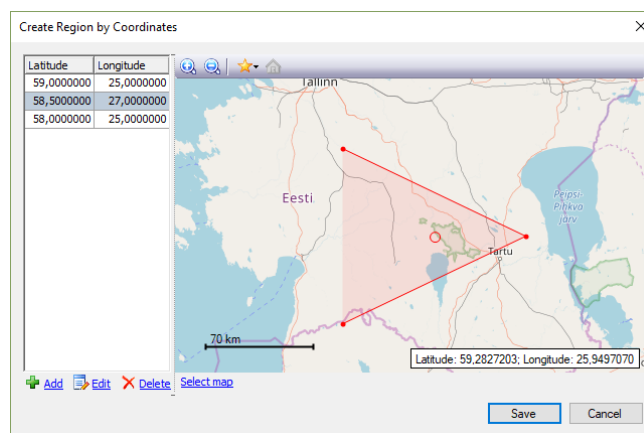 Create Region by Coordinates
Latitude Longitude
59,0000000 25,0000000
58,5000000 27,0000000
58,0000000 25,0000000
Tallinn
Eesti
Peipsi-
Pihkva
järv
Tartu
70 km
Latitude: 59,2827203; Longitude: 25,9497070
Add Edit Delete Select map
Save Cancel